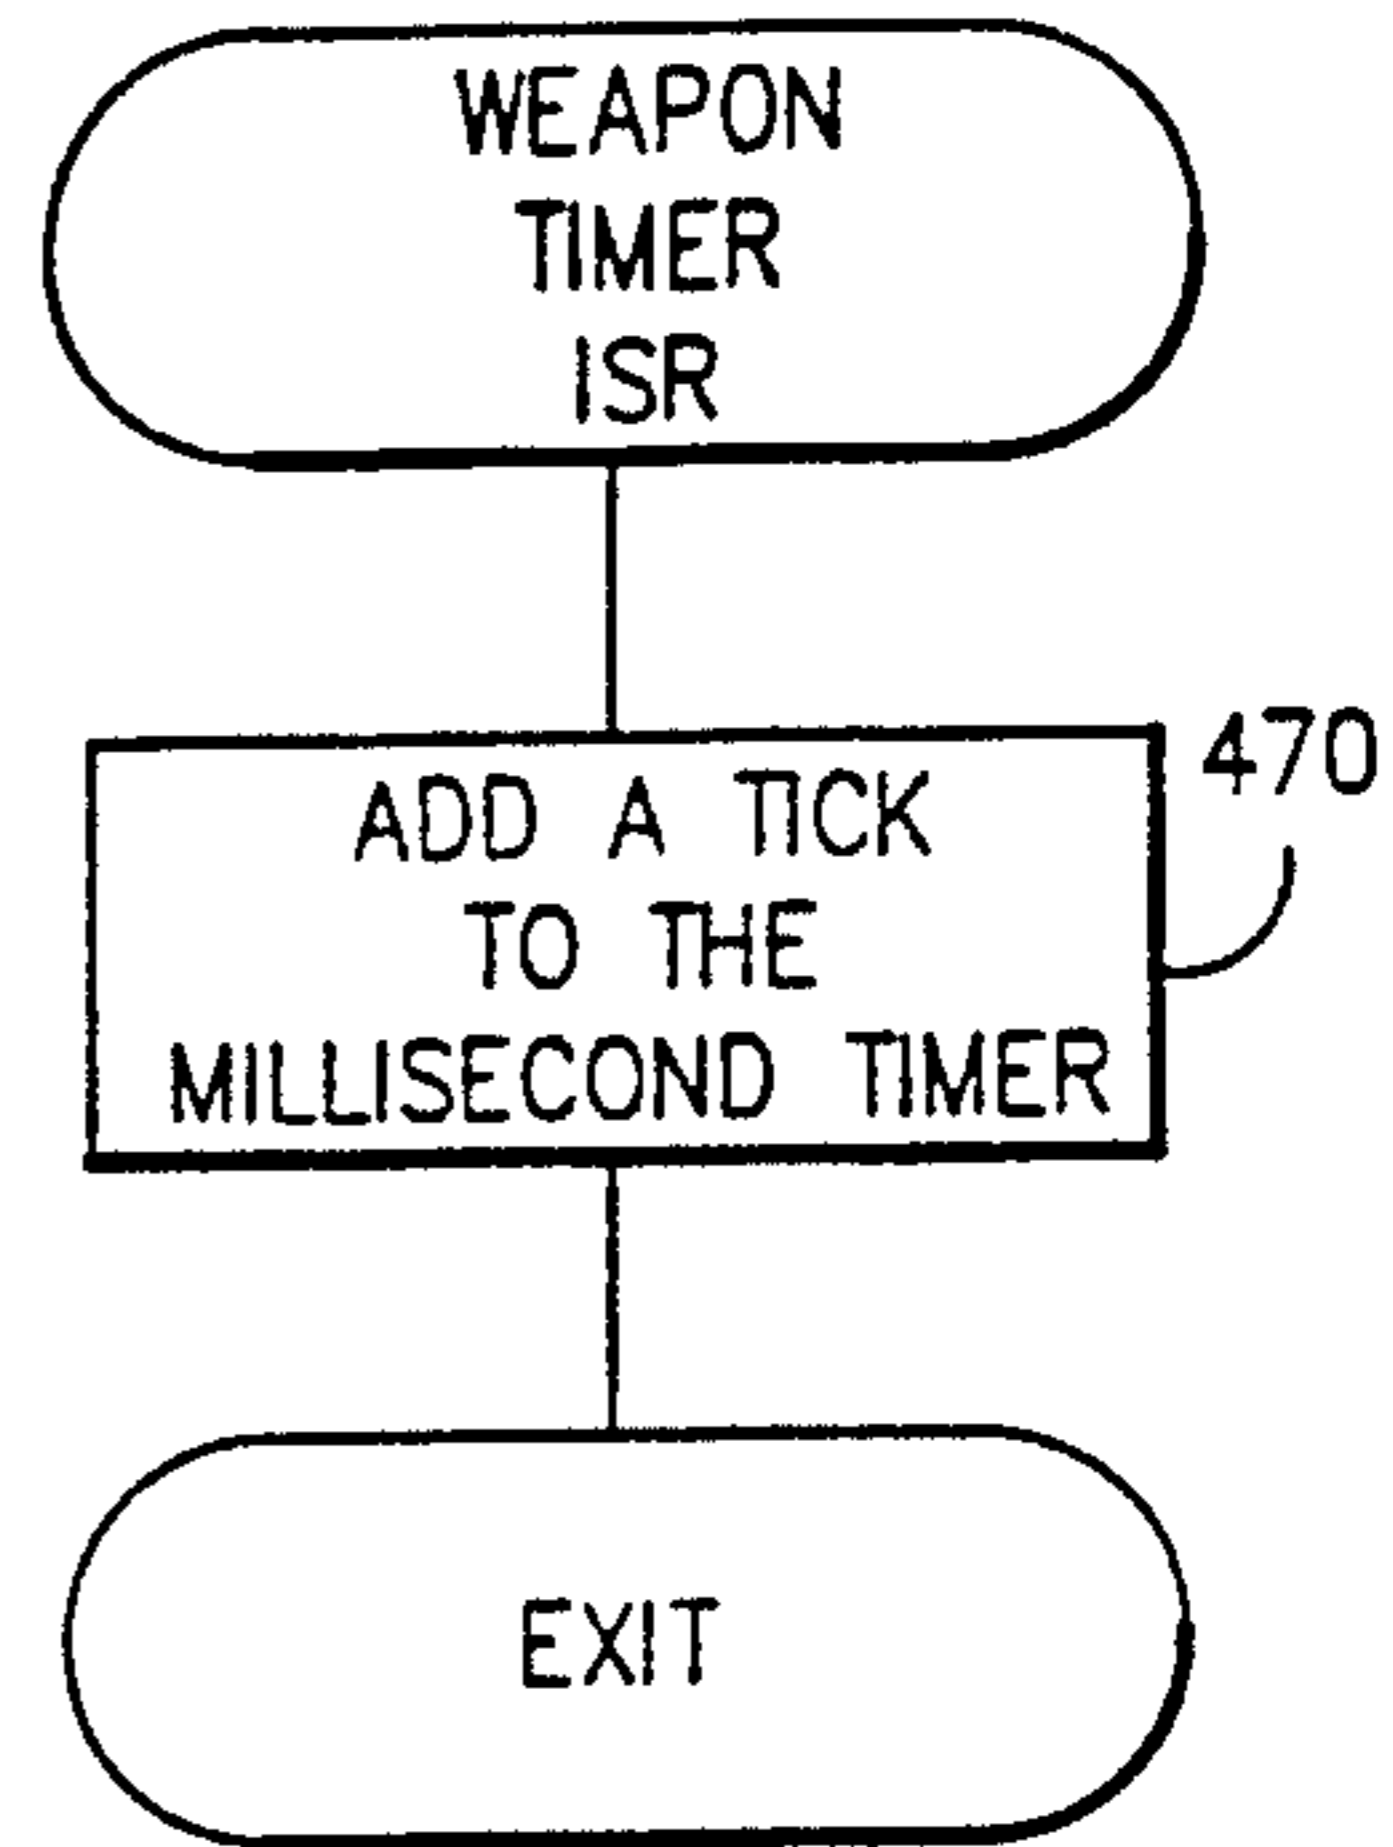 WEAPON
TIMER
ISR
470
ADD A TICK
TO THE
MILLISECOND TIMER
EXIT